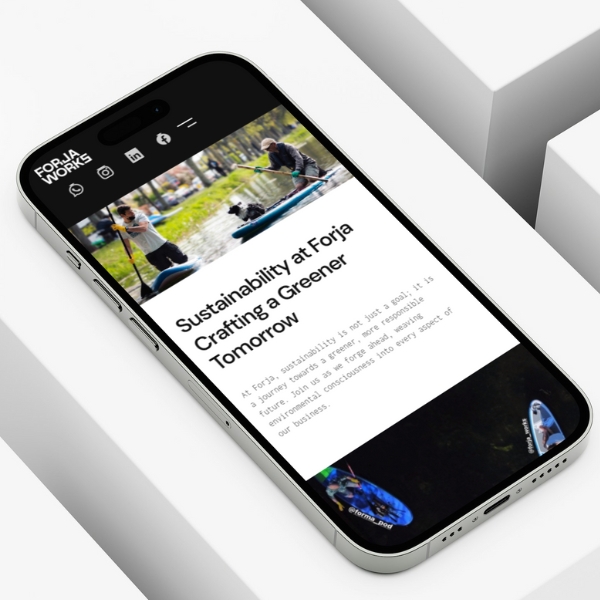 FORJA
WORKS
Sustainability at Forja
Crafting a Greener
Tomorrow
At Forja, sustainability is not just a goal; it is
a journey towards a greener, more responsible
future. Join us as we forge ahead, weaving
environmental consciousness into every aspect of
our business.
@forja_works
@forma_pod